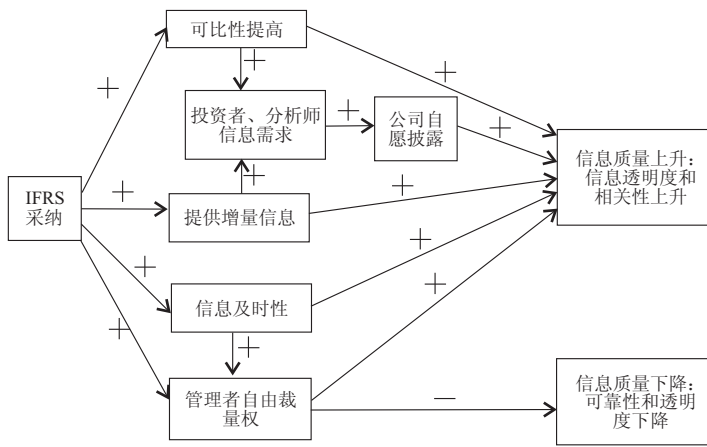 可比性提高
+
+
+
投资者、分析师
信息需求
+
公司自
愿披露
+
信息质量上升：
信息透明度和
相关性上升
IFRS
采纳
+
+
提供增量信息
+
+
信息及时性
+
+
+
+
管理者自由裁
量权
—
信息质量下降：
可靠性和透明
度下降